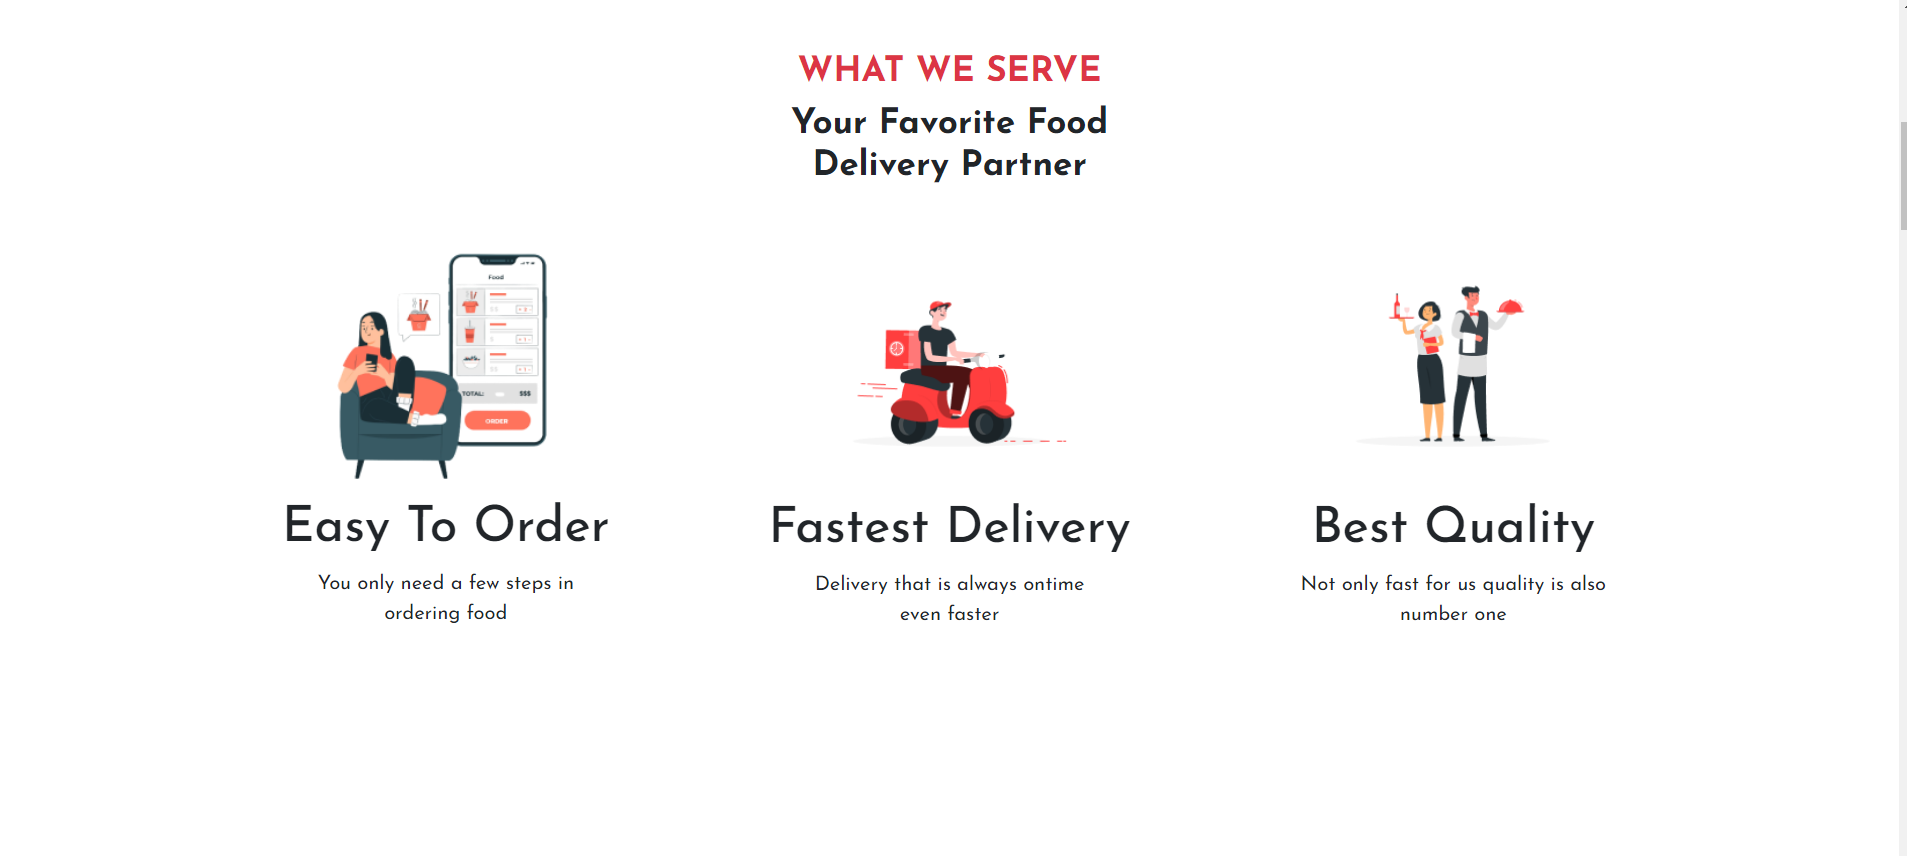 WHAT WE SERVE
Your Favorite Food
Delivery Partner
Food
TOTAL:
$$$
ORDER
Easy To Order
You only need a few steps in
ordering food
Fastest Delivery
Delivery that is always ontime
even faster
Best Quality
Not only fast for us quality is also
number one